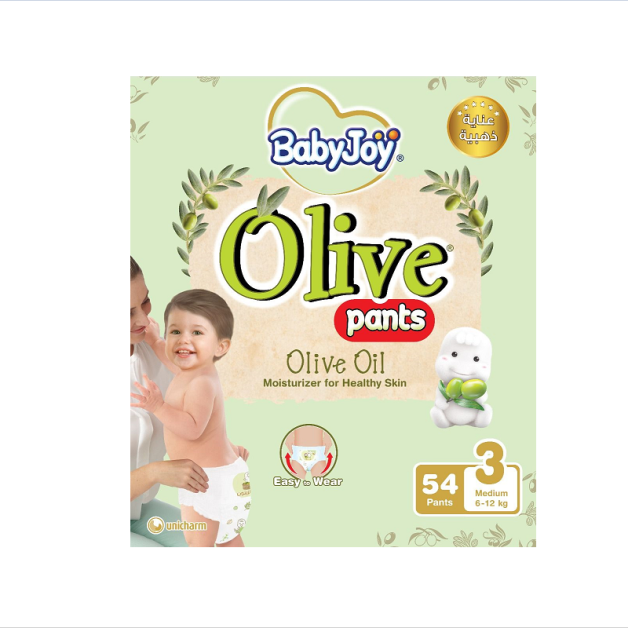 BabyJoy®
عناية
ذهبية
Olive®
pants
Olive Oil
Moisturizer for Healthy Skin
Easy to Wear
54
Pants
3
Medium
6-12 kg
unicharm